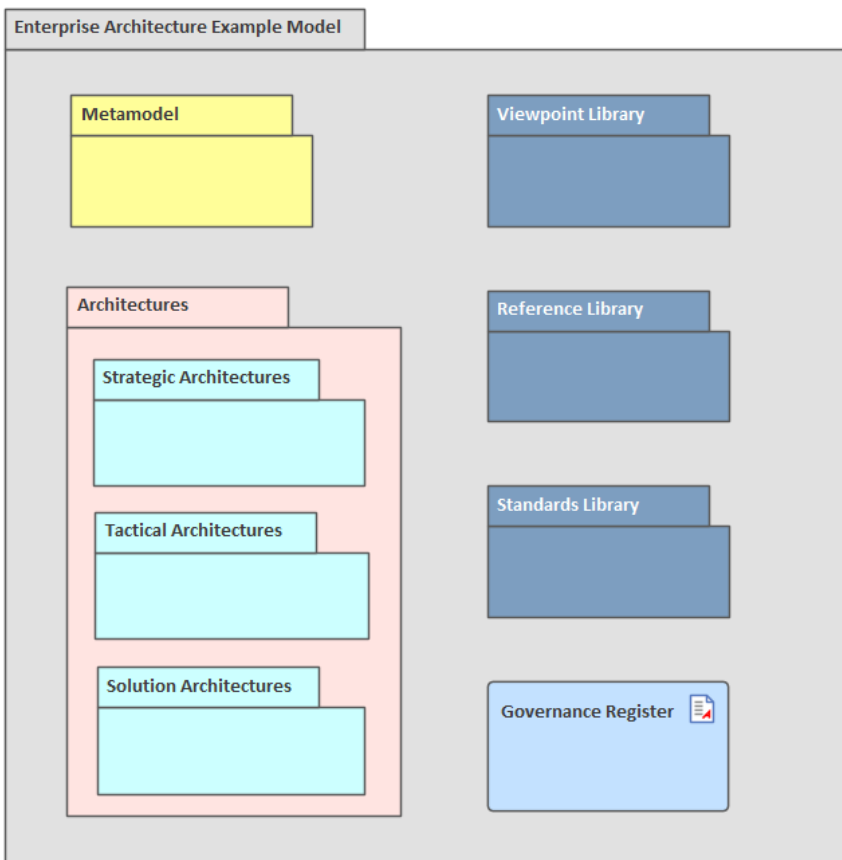 Enterprise Architecture Example Model
Metamodel
Viewpoint Library
Architectures
Reference Library
Strategic Architectures
Tactical Architectures
Standards Library
Solution Architectures
Governance Register